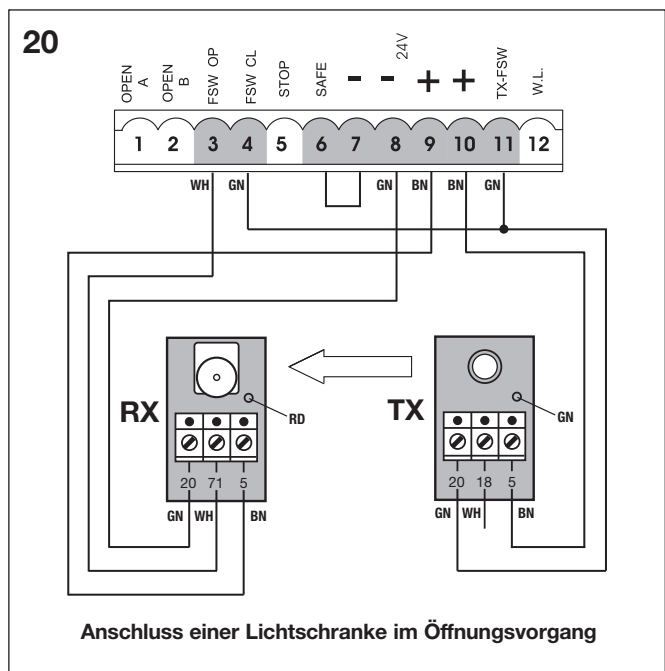 20
OPEN A
OPEN B
FSW OP
FSW CL
STOP
SAFE
- - 24V + +
TX-FSW
W.L.
1 2 3 4 5 6 7 8 9 10 11 12
WH GN GN BN BN GN
RX RD TX GN
20 71 5 20 18 5
GN WH BN GN WH BN
Anschluss einer Lichtschranke im Öffnungsvorgang